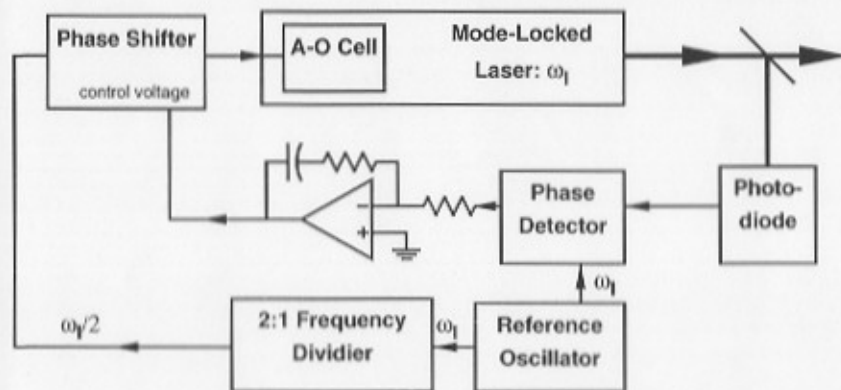 Phase Shifter
control voltage
A-O Cell
Mode-Locked
Laser: ωl
Phase
Detector
Photo-
diode
−
+
ωl
ωl/2
2:1 Frequency
Dividier
ωl
Reference
Oscillator